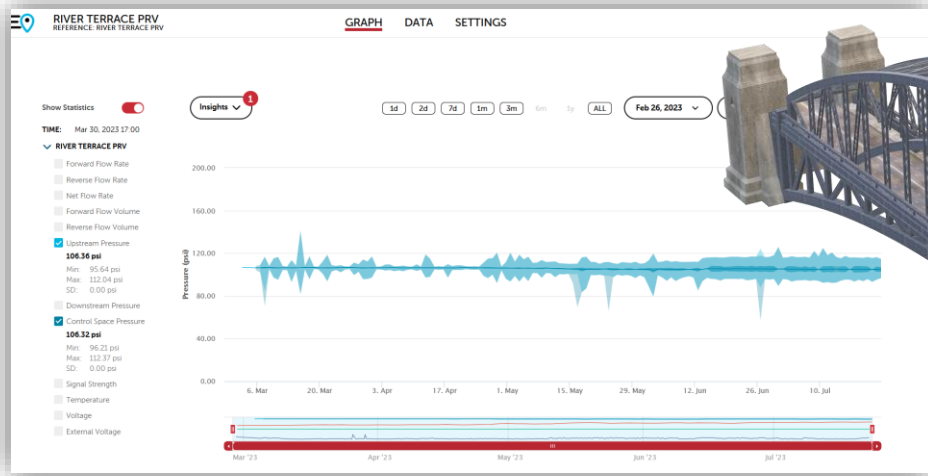 RIVER TERRACE PRV
REFERENCE: RIVER TERRACE PRV
GRAPH DATA SETTINGS
Show Statistics
Insights
1
1d 2d 7d 1m 3m 6m 1y ALL
Feb 26, 2023
TIME: Mar 30, 2023 17:00
RIVER TERRACE PRV
Forward Flow Rate
Reverse Flow Rate
Net Flow Rate
Forward Flow Volume
Reverse Flow Volume
Upstream Pressure
106.36 psi
Min: 95.64 psi
Max: 112.04 psi
SD: 0.00 psi
Downstream Pressure
Control Space Pressure
106.32 psi
Min: 96.21 psi
Max: 112.37 psi
SD: 0.00 psi
Signal Strength
Temperature
Voltage
External Voltage
Pressure (psi)
200.00
160.00
120.00
80.00
40.00
0.00
6. Mar 20. Mar 3. Apr 17. Apr 1. May 15. May 29. May 12. Jun 26. Jun 10. Jul
Mar '23 Apr '23 May '23 Jun '23 Jul '23